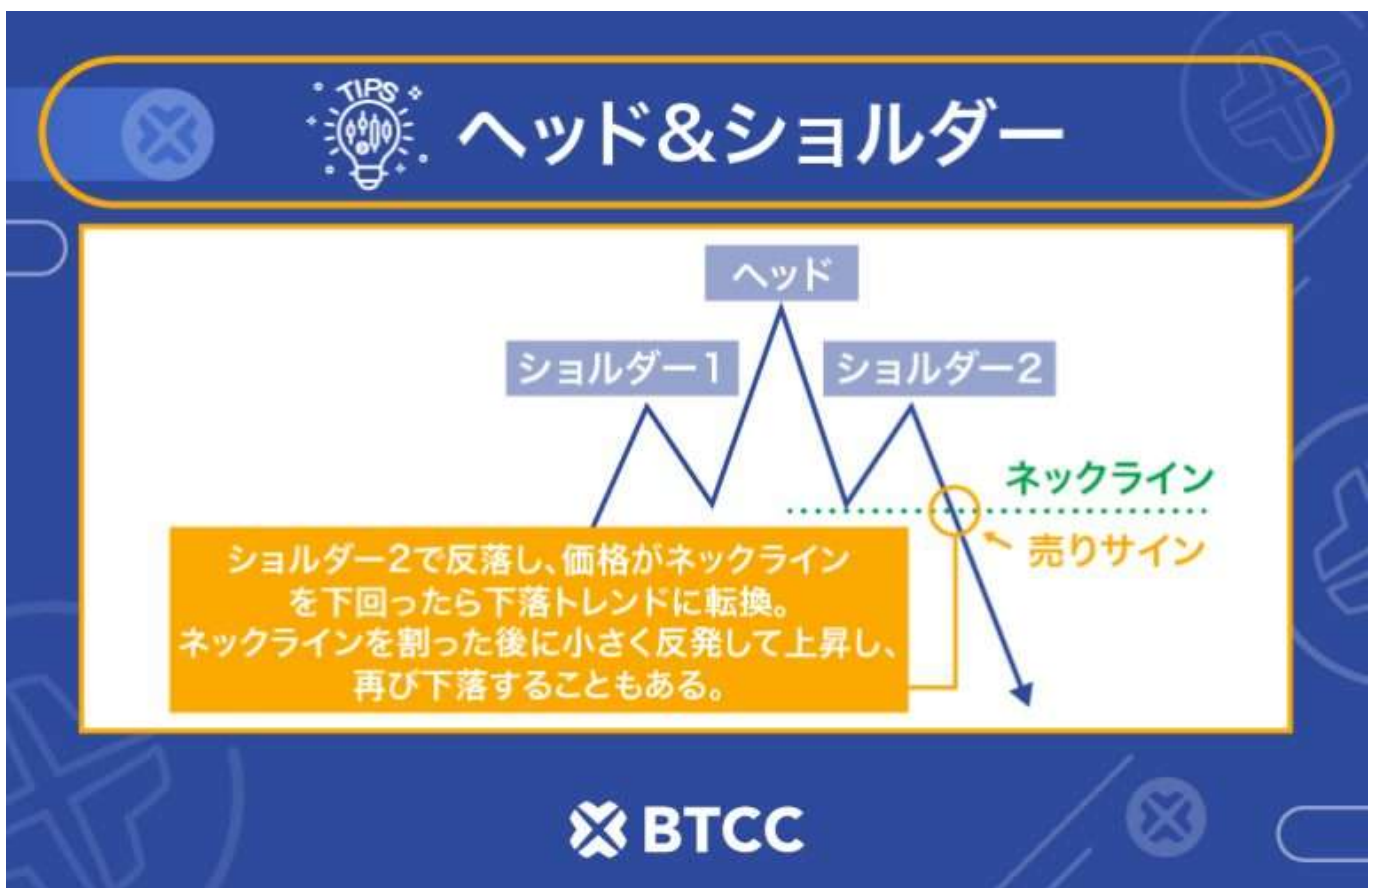 TIPS
ヘッド&ショルダー
ヘッド
ショルダー1
ショルダー2
ネックライン
売りサイン
ショルダー2で反落し、価格がネックライン
を下回ったら下落トレンドに転換。
ネックラインを割った後に小さく反発して上昇し、
再び下落することもある。
BTCC